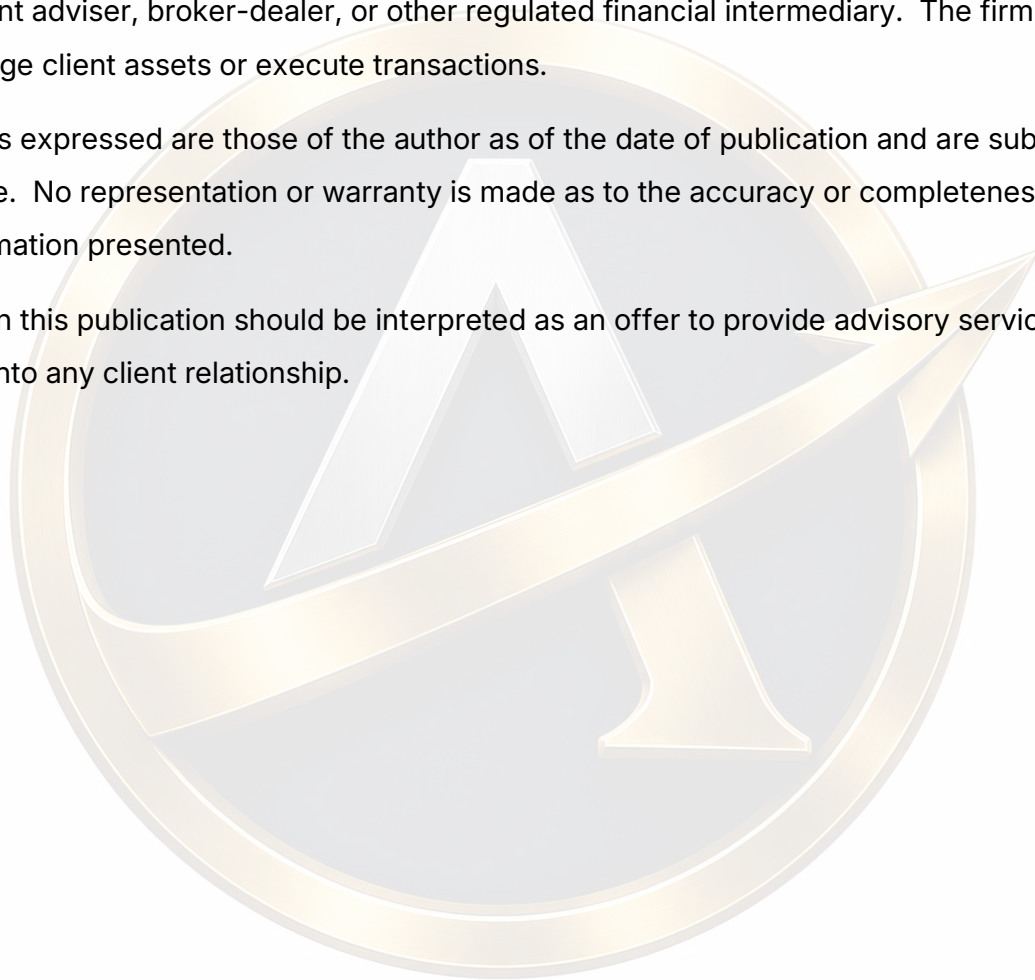 nt adviser, broker-dealer, or other regulated financial intermediary.  The firm
ge client assets or execute transactions.
s expressed are those of the author as of the date of publication and are sub
e.  No representation or warranty is made as to the accuracy or completenes
mation presented.
n this publication should be interpreted as an offer to provide advisory servic
nto any client relationship.